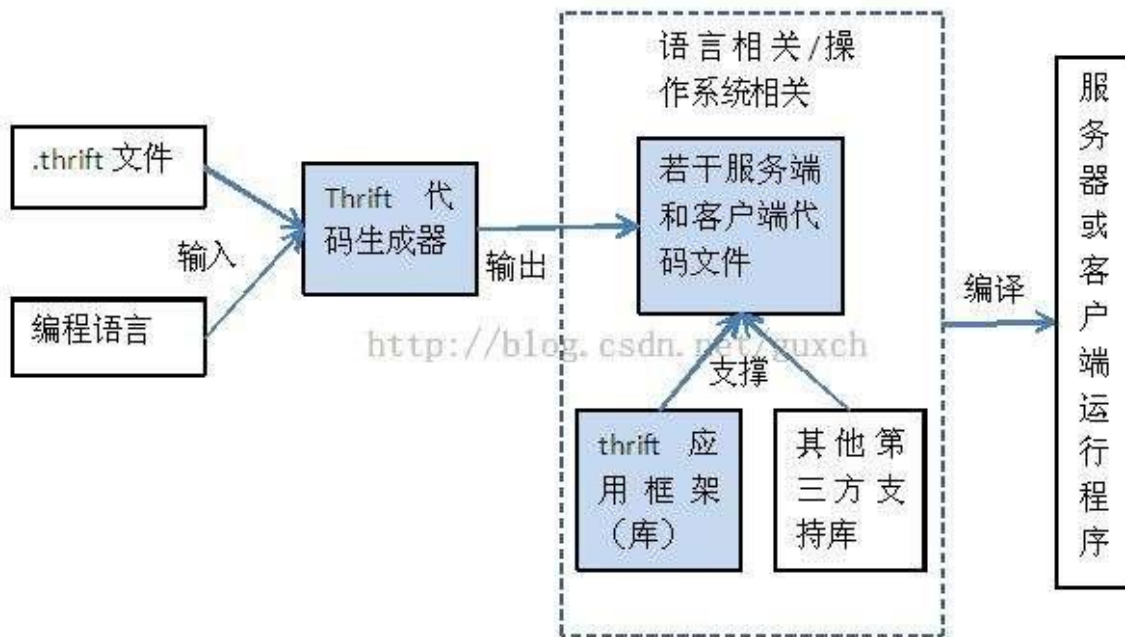 语言相关/操
作系统相关
.thrift 文件
编程语言
输入
Thrift 代
码生成器
输出
若干服务端
和客户端代
码文件
http://blog.csdn.net/guxch
支撑
thrift 应
用框架
（库）
其他第
三方支
持库
编译
服
务
器
或
客
户
端
运
行
程
序